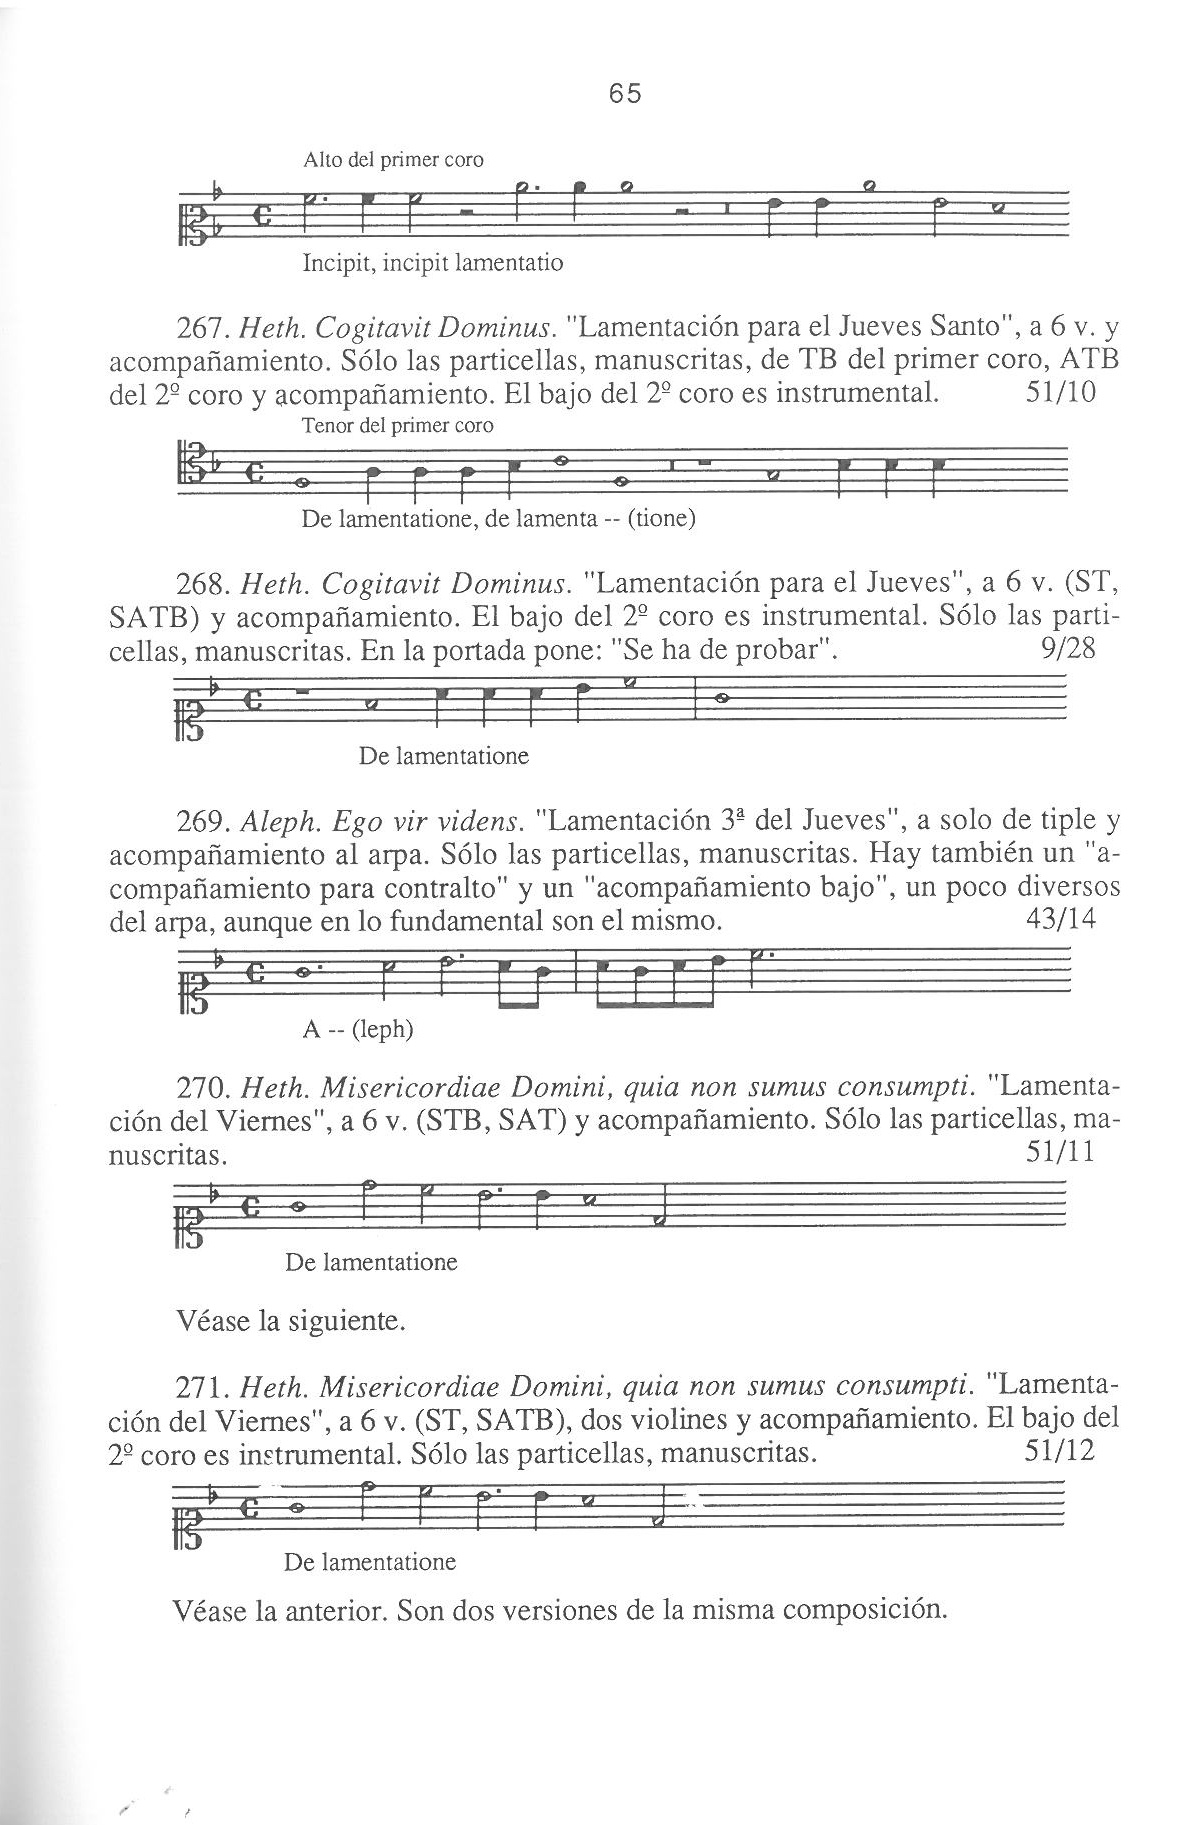 65
Alto del primer coro
Incipit, incipit lamentatio
267. Heth. Cogitavit Dominus. "Lamentación para el Jueves Santo", a 6 v. y
acompañamiento. Sólo las particellas, manuscritas, de TB del primer coro, ATB
del 2º coro y acompañamiento. El bajo del 2º coro es instrumental. 51/10
Tenor del primer coro
De lamentatione, de lamenta -- (tione)
268. Heth. Cogitavit Dominus. "Lamentación para el Jueves", a 6 v. (ST,
SATB) y acompañamiento. El bajo del 2º coro es instrumental. Sólo las parti-
cellas, manuscritas. En la portada pone: "Se ha de probar". 9/28
De lamentatione
269. Aleph. Ego vir videns. "Lamentación 3ª del Jueves", a solo de tiple y
acompañamiento al arpa. Sólo las particellas, manuscritas. Hay también un "a-
compañamiento para contralto" y un "acompañamiento bajo", un poco diversos
del arpa, aunque en lo fundamental son el mismo. 43/14
A -- (leph)
270. Heth. Misericordiae Domini, quia non sumus consumpti. "Lamenta-
ción del Viernes", a 6 v. (STB, SAT) y acompañamiento. Sólo las particellas, ma-
nuscritas. 51/11
De lamentatione
Véase la siguiente.
271. Heth. Misericordiae Domini, quia non sumus consumpti. "Lamenta-
ción del Viernes", a 6 v. (ST, SATB), dos violines y acompañamiento. El bajo del
2º coro es instrumental. Sólo las particellas, manuscritas. 51/12
De lamentatione
Véase la anterior. Son dos versiones de la misma composición.